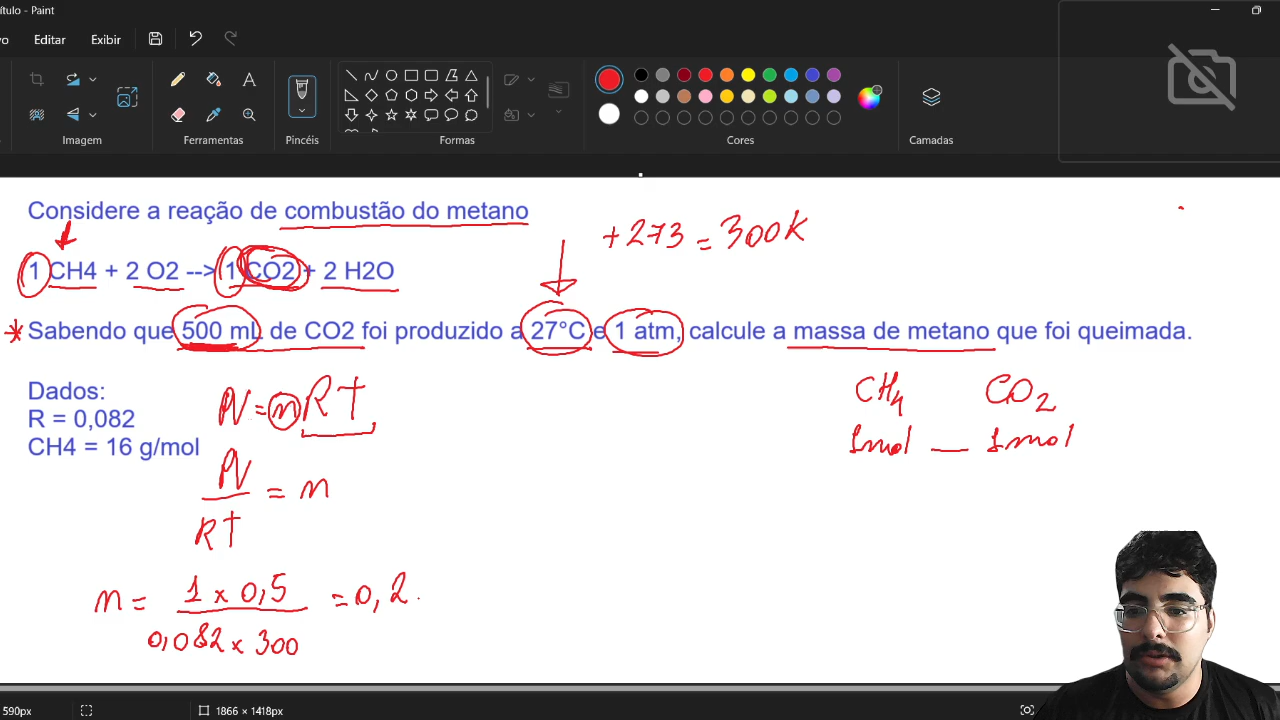 ítulo - Paint
vo Editar Exibir
Imagem Ferramentas Pincéis Formas Cores Camadas
Considere a reação de combustão do metano
+273 = 300K
1 CH4 + 2 O2 --> 1 CO2 + 2 H2O
* Sabendo que 500 mL de CO2 foi produzido a 27°C e 1 atm, calcule a massa de metano que foi queimada.
Dados:
R = 0,082
CH4 = 16 g/mol
PV = nRT
CH4 CO2
1mol — 1mol
PV
= n
RT
n = 1 x 0,5 = 0,2
0,082 x 300
590px 1866 × 1418px